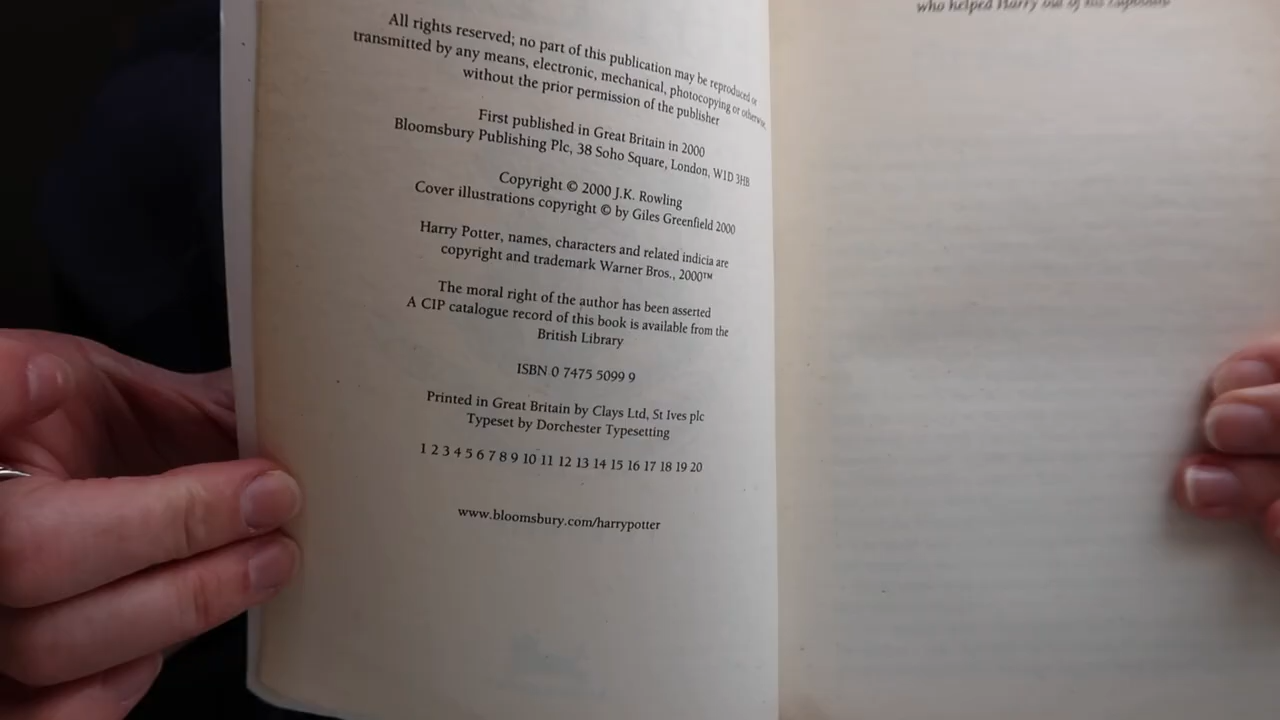 who helped Harry out of his
All rights reserved; no part of this publication may be reproduced or
transmitted by any means, electronic, mechanical, photocopying or otherwise,
without the prior permission of the publisher
First published in Great Britain in 2000
Bloomsbury Publishing Plc, 38 Soho Square, London, W1D 3HB
Copyright © 2000 J.K. Rowling
Cover illustrations copyright © by Giles Greenfield 2000
Harry Potter, names, characters and related indicia are
copyright and trademark Warner Bros., 2000™
The moral right of the author has been asserted
A CIP catalogue record of this book is available from the
British Library
ISBN 0 7475 5099 9
Printed in Great Britain by Clays Ltd, St Ives plc
Typeset by Dorchester Typesetting
1 2 3 4 5 6 7 8 9 10 11 12 13 14 15 16 17 18 19 20
www.bloomsbury.com/harrypotter